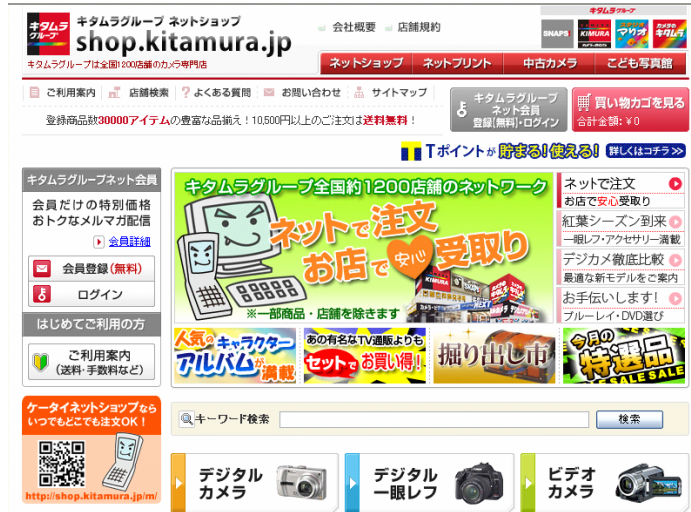 キタムラグループ
キタムラグループ ネットショップ
shop.kitamura.jp
キタムラグループは全国1200店舗のカメラ専門店
会社概要
店舗規約
キタムラグループ
SNAPS!
KIMURA
マリオ
カメラの
キタムラ
ネットショップ
ネットプリント
中古カメラ
こども写真館
ご利用案内
店舗検索
よくある質問
お問い合わせ
サイトマップ
登録商品数30000アイテムの豊富な品揃え！10,500円以上のご注文は送料無料！
キタムラグループ
ネット会員
登録[無料]・ログイン
買い物カゴを見る
合計金額：￥0
Tポイントが貯まる！使える！
詳しくはコチラ≫
キタムラグループネット会員
会員だけの特別価格
おトクなメルマガ配信
会員詳細
会員登録(無料)
ログイン
はじめてご利用の方
ご利用案内
(送料・手数料など)
キタムラグループ全国約1200店舗のネットワーク
ネットで注文
お店で安心受取り
KIMURA
※一部商品・店舗を除きます
ネットで注文
お店で安心受取り
紅葉シーズン到来
一眼レフ・アクセサリー満載
デジカメ徹底比較
最適な新モデルをご案内
お手伝いします！
ブルーレイ・DVD選び
人気のキャラクター
アルバムが満載
あの有名なTV通販よりも
セットでお買い得！
掘り出し市
今月の
特選品
SALE SALE SALE
ケータイネットショップなら
いつでもどこでも注文OK！
http://shop.kitamura.jp/m/
キーワード検索
検索
デジタル
カメラ
デジタル
一眼レフ
ビデオ
カメラ